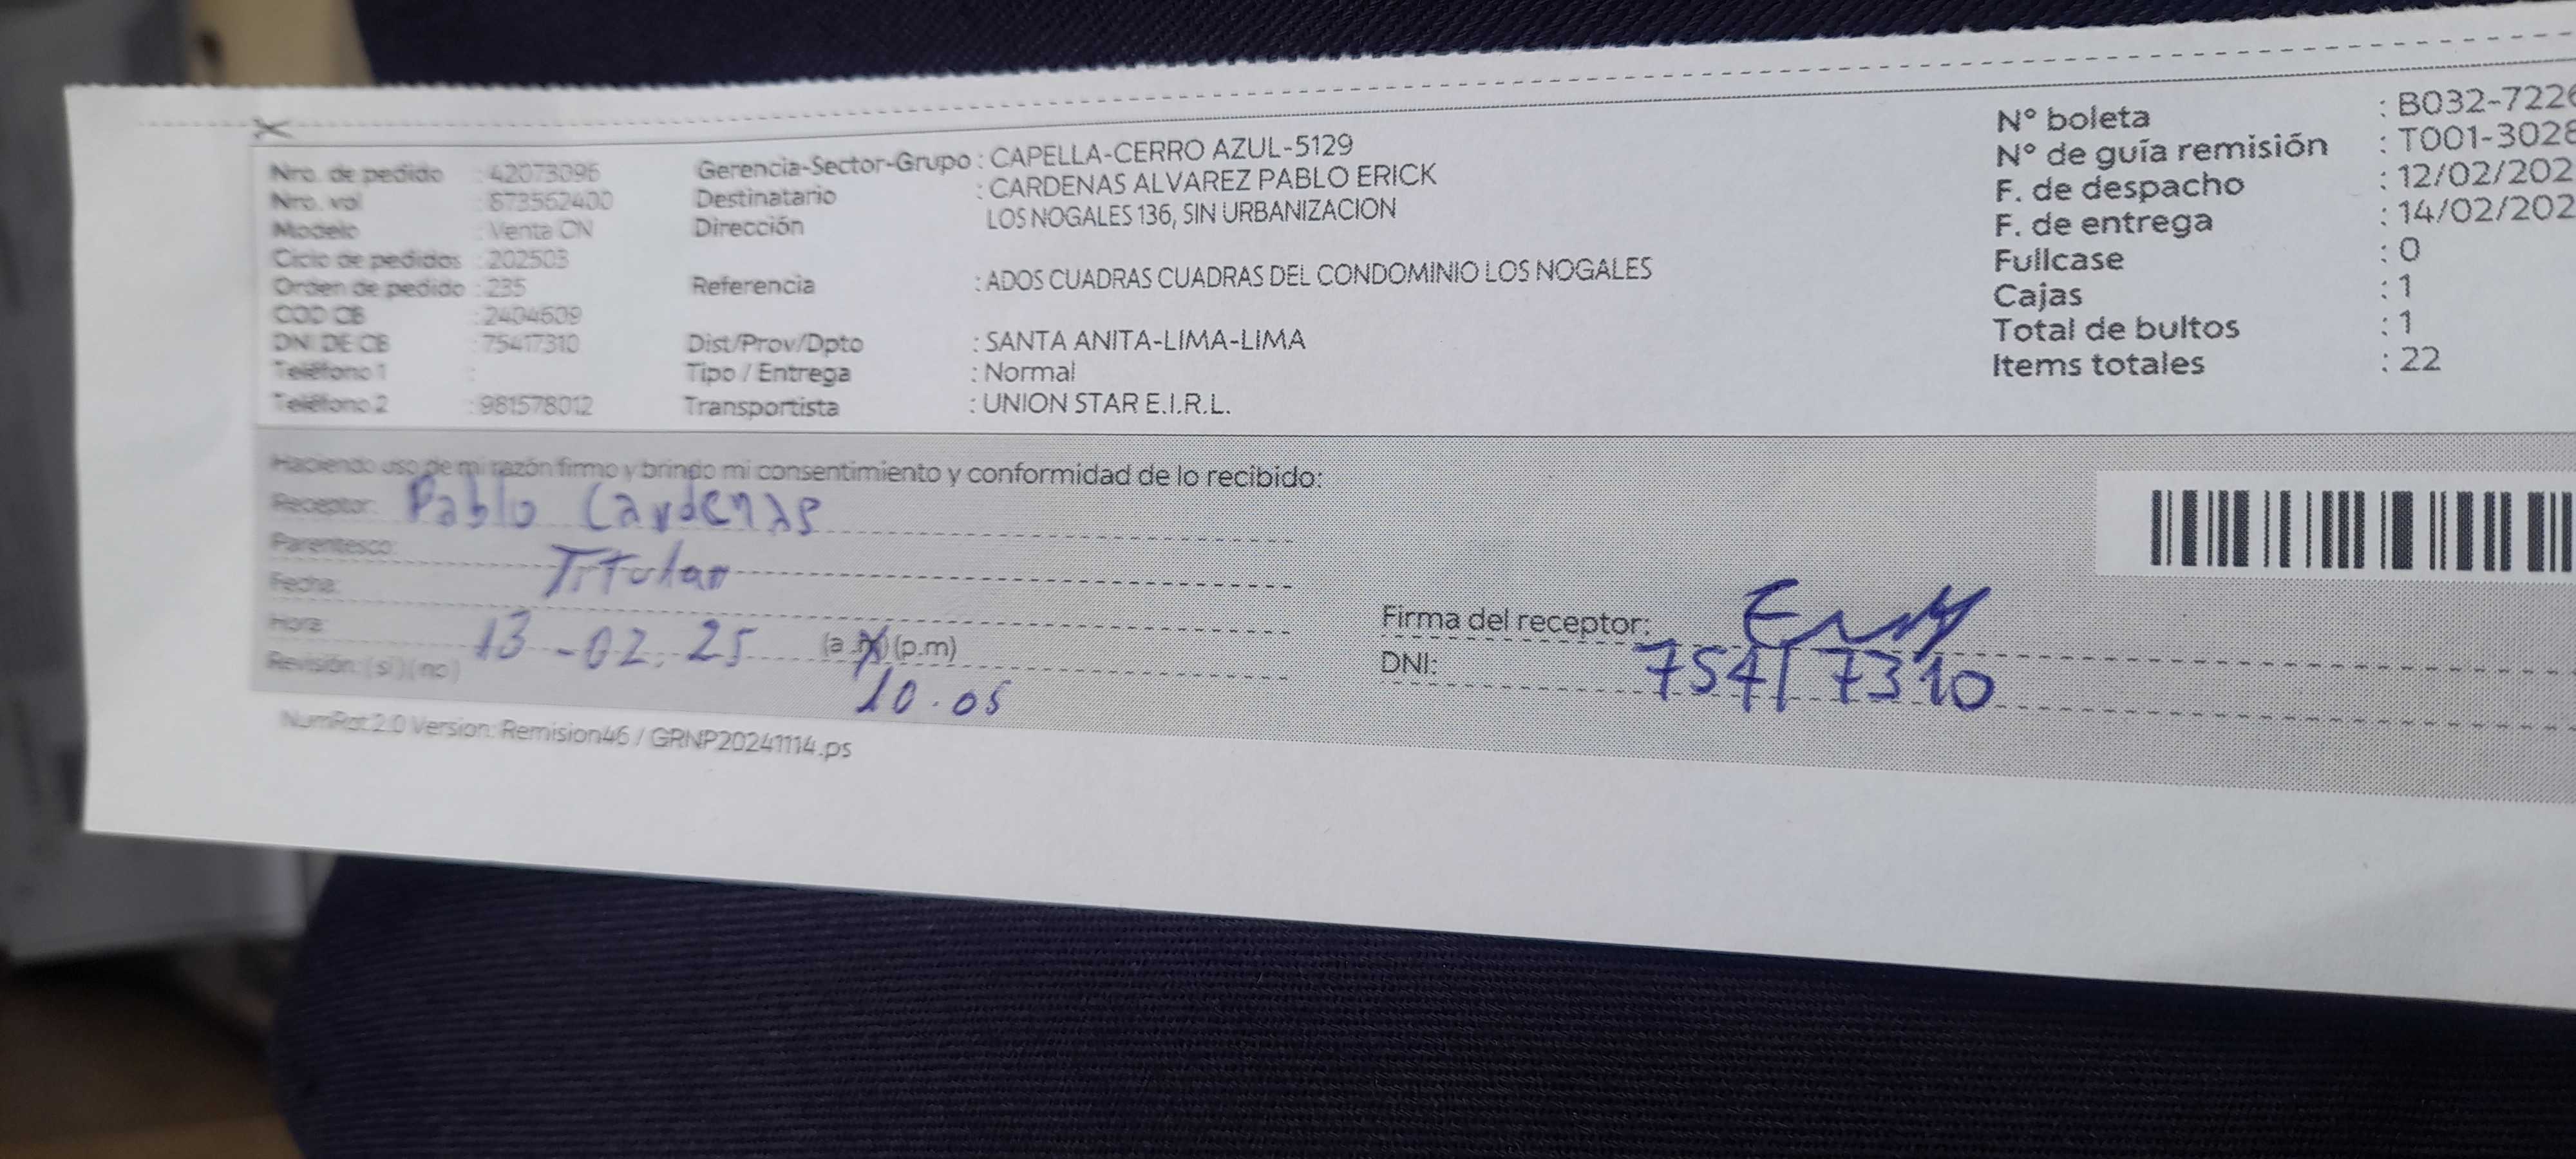 Nro. de pedido : 42073096
Nro. vol : 673562400
Modelo : Venta CN
Ciclo de pedidos : 202503
Orden de pedido : 235
COD CB : 2404509
DNI DE CB : 75417310
Teléfono 1 :
Teléfono 2 : 981578012
Gerencia-Sector-Grupo : CAPELLA-CERRO AZUL-5129
Destinatario : CARDENAS ALVAREZ PABLO ERICK
Dirección LOS NOGALES 136, SIN URBANIZACION
Referencia : ADOS CUADRAS CUADRAS DEL CONDOMINIO LOS NOGALES
Dist/Prov/Dpto : SANTA ANITA-LIMA-LIMA
Tipo / Entrega : Normal
Transportista : UNION STAR E.I.R.L.
N° boleta : B032-7226
N° de guía remisión : T001-3028
F. de despacho : 12/02/202
F. de entrega : 14/02/202
Fullcase : 0
Cajas : 1
Total de bultos : 1
Items totales : 22
Haciendo uso de mi razón firmo y brindo mi consentimiento y conformidad de lo recibido:
Receptor: Pablo Cardenas
Parentesco: Titular
Fecha: 13-02.25
Hora: (a.m)(p.m) 10.05
Revisión: (si)(no)
Firma del receptor:
DNI: 75417310
NumRot2.0 Version: Remision46 / GRNP20241114.ps